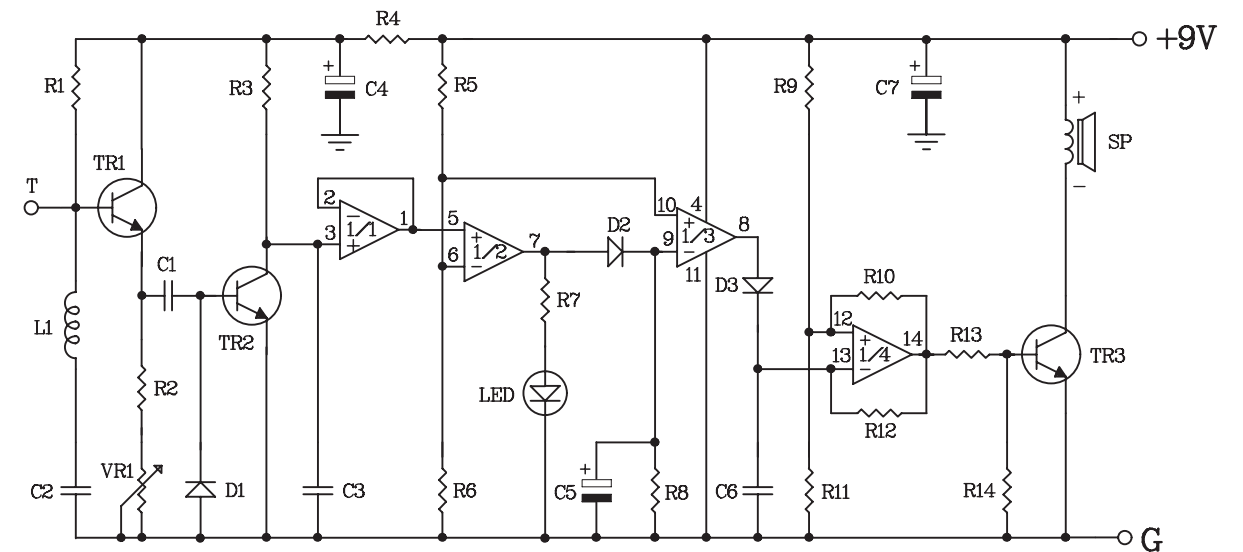 R4
+9V
R1
R3
+
C4
R5
R9
+
C7
+
SP
−
TR1
T
2
−
1/1
1
3
+
5
+
1/2
7
6
−
D2
10
4
+
1/3
8
9
−
11
C1
TR2
L1
R7
D3
R10
12
+
1/4
14
13
−
R13
TR3
R2
LED
R12
VR1
C2
D1
C3
R6
+
C5
R8
C6
R11
R14
G